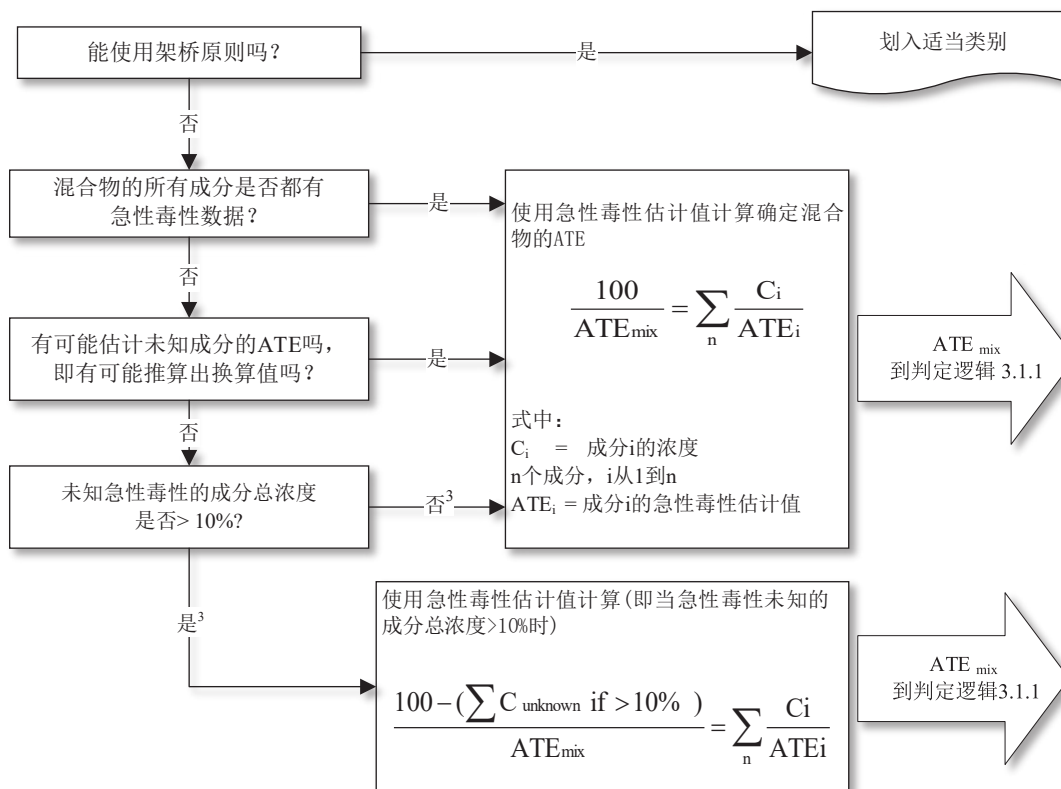 能使用架桥原则吗？
是
划入适当类别
否
混合物的所有成分是否都有
急性毒性数据？
是
否
有可能估计未知成分的ATE吗，
即有可能推算出换算值吗？
是
否
未知急性毒性的成分总浓度
是否> 10%?
否3
是3
使用急性毒性估计值计算确定混合
物的ATE
100/ATEmix = ∑n Ci/ATEi
式中：
Ci = 成分i的浓度
n个成分，i从1到n
ATEi = 成分i的急性毒性估计值
ATE mix
到判定逻辑 3.1.1
使用急性毒性估计值计算(即当急性毒性未知的
成分总浓度>10%时)
100−(∑C unknown if >10% )/ATEmix = ∑n Ci/ATEi
ATE mix
到判定逻辑3.1.1